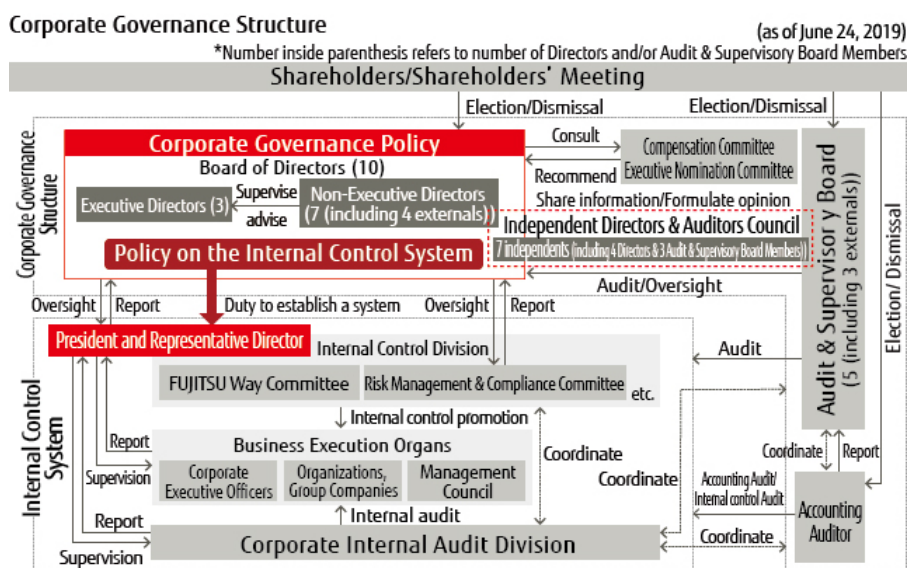 Corporate Governance Structure
(as of June 24, 2019)
*Number inside parenthesis refers to number of Directors and/or Audit & Supervisory Board Members
Shareholders/Shareholders' Meeting
Election/Dismissal
Election/Dismissal
Corporate Governance Structure
Corporate Governance Policy
Board of Directors (10)
Executive Directors (3)
Supervise
advise
Non-Executive Directors
(7 (including 4 externals))
Consult
Recommend
Compensation Committee
Executive Nomination Committee
Share information/Formulate opinion
Independent Directors & Auditors Council
7 independents (including 4 Directors & 3 Audit & Supervisory Board Members))
Policy on the Internal Control System
Audit & Supervisory Board
(5 (including 3 externals))
Election/ Dismissal
Audit/Oversight
Oversight
Report
Duty to establish a system
Oversight
Report
President and Representative Director
Internal Control Division
Audit
FUJITSU Way Committee
Risk Management & Compliance Committee
etc.
Internal Control System
Internal control promotion
Business Execution Organs
Report
Supervision
Corporate
Executive Officers
Organizations,
Group Companies
Management
Council
Coordinate
Coordinate
Coordinate
Report
Accounting Audit/
Internal control Audit
Accounting
Auditor
Internal audit
Report
Supervision
Corporate Internal Audit Division
Coordinate